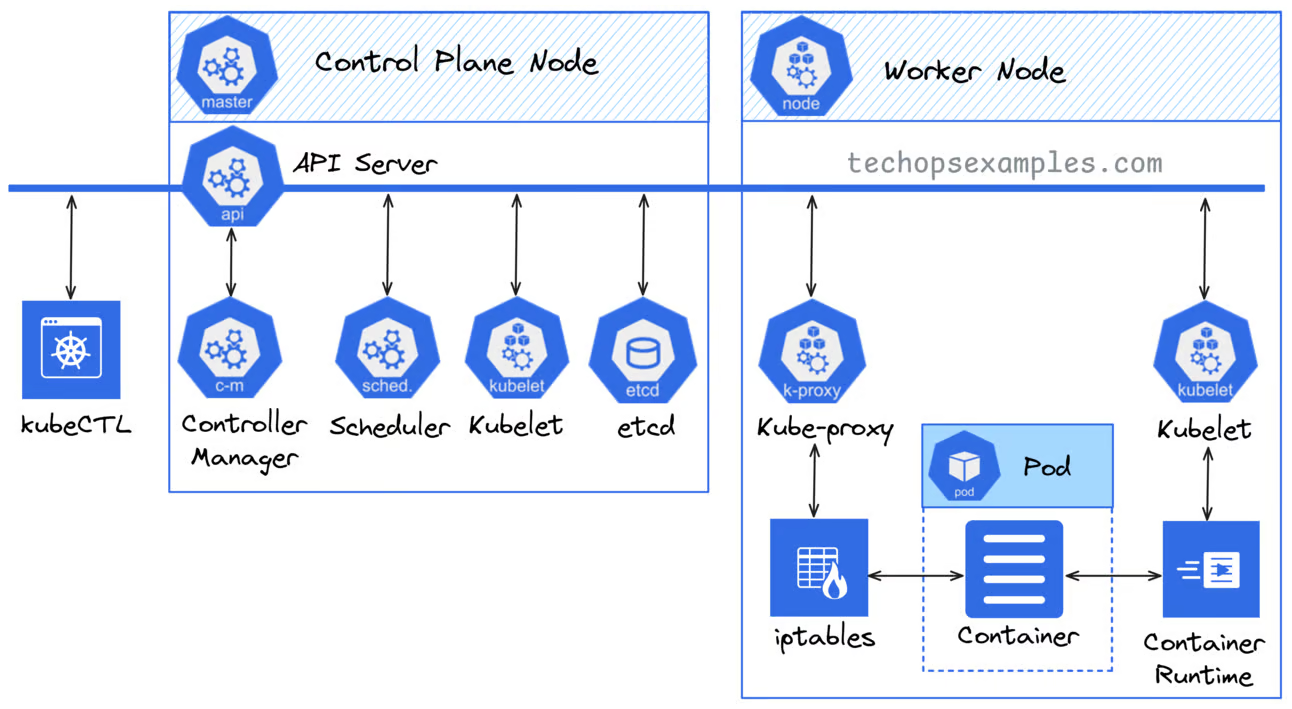 master
Control Plane Node
node
Worker Node
api
API Server
techopsexamples.com
kubeCTL
c-m
Controller
Manager
sched.
Scheduler
kubelet
Kubelet
etcd
etcd
k-proxy
Kube-proxy
kubelet
Kubelet
pod
Pod
iptables
Container
Container
Runtime